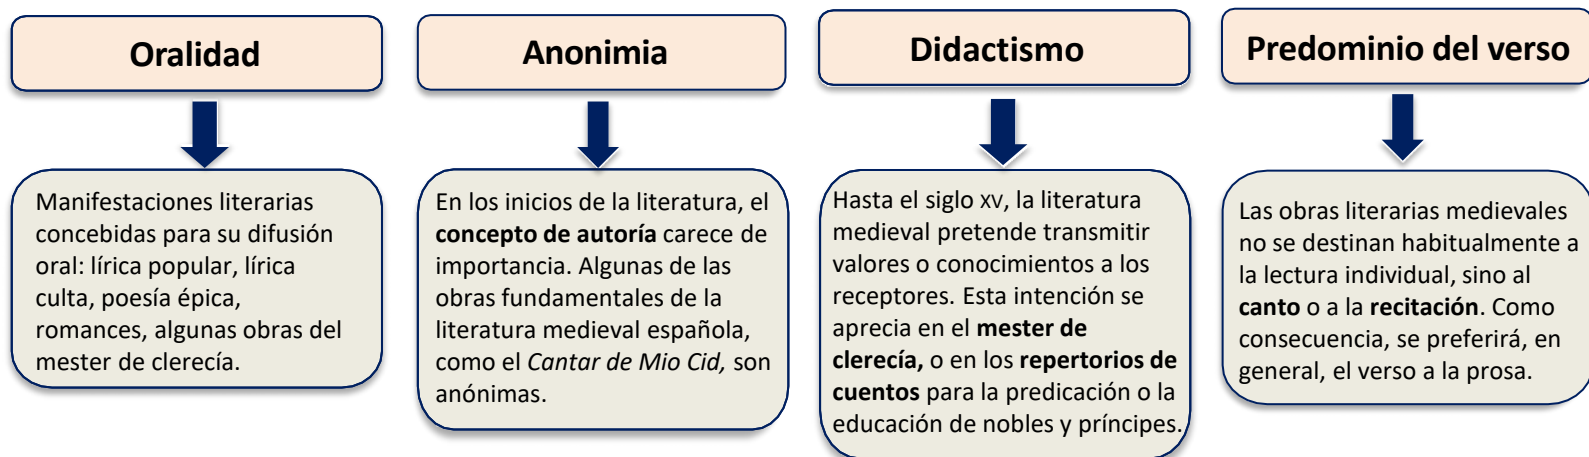 Oralidad
Manifestaciones literarias
concebidas para su difusión
oral: lírica popular, lírica
culta, poesía épica,
romances, algunas obras del
mester de clerecía.
Anonimia
En los inicios de la literatura, el
concepto de autoría carece de
importancia. Algunas de las
obras fundamentales de la
literatura medieval española,
como el Cantar de Mio Cid, son
anónimas.
Didactismo
Hasta el siglo XV, la literatura
medieval pretende transmitir
valores o conocimientos a los
receptores. Esta intención se
aprecia en el mester de
clerecía, o en los repertorios de
cuentos para la predicación o la
educación de nobles y príncipes.
Predominio del verso
Las obras literarias medievales
no se destinan habitualmente a
la lectura individual, sino al
canto o a la recitación. Como
consecuencia, se preferirá, en
general, el verso a la prosa.